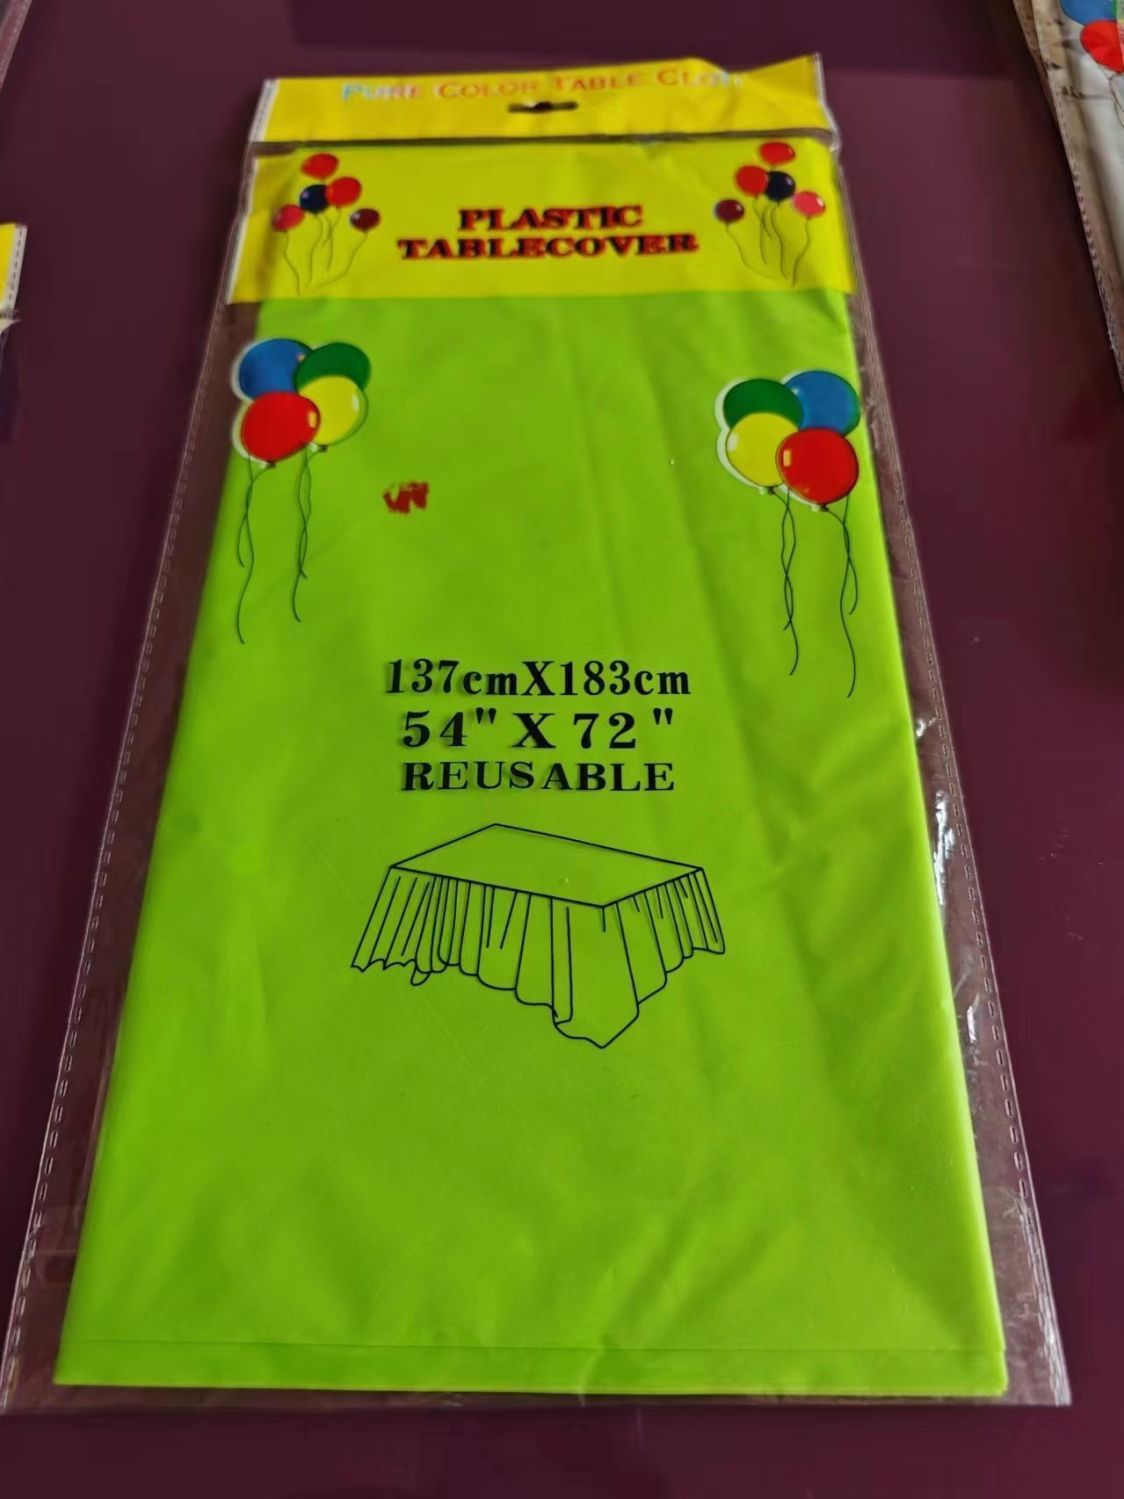 PURE COLOR TABLE CLOTH
PLASTIC
TABLECOVER
137cmX183cm
54" X 72"
REUSABLE